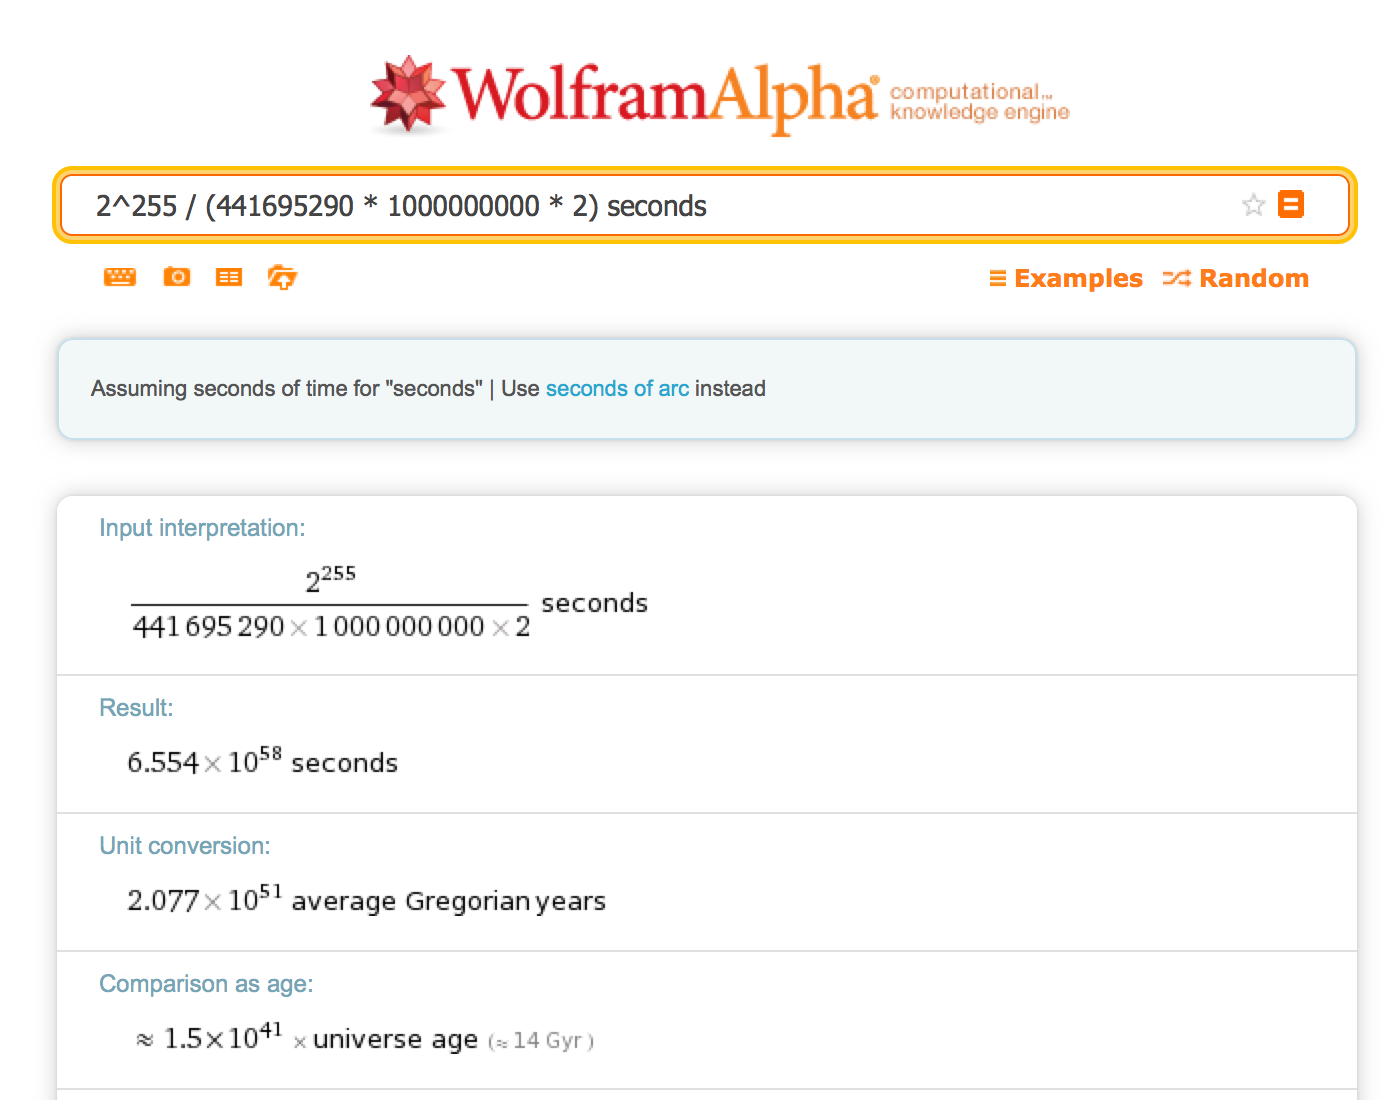 WolframAlpha® computational... knowledge engine
2^255 / (441695290 * 1000000000 * 2) seconds
Examples Random
Assuming seconds of time for "seconds" | Use seconds of arc instead
Input interpretation:
2^255
441 695 290 × 1 000 000 000 × 2 seconds
Result:
6.554 × 10^58 seconds
Unit conversion:
2.077 × 10^51 average Gregorian years
Comparison as age:
≈ 1.5×10^41 × universe age (≈ 14 Gyr)